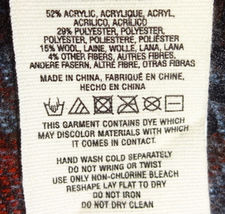 52% ACRYLIC, ACRYLIQUE, ACRYL,
ACRILICO, ACRÍLICO
29% POLYESTER, POLYESTER,
POLYESTER, POLIESTERE, POLIÉSTER
15% WOOL, LAINE, WOLLE, LANA, LANA
4% OTHER FIBERS, AUTRES FIBRES,
ANDERE FASERN, ALTRE FIBRE, OTRAS FIBRAS
MADE IN CHINA, FABRIQUÉ EN CHINE,
HECHO EN CHINA
THIS GARMENT CONTAINS DYE WHICH
MAY DISCOLOR MATERIALS WITH WHICH
IT COMES IN CONTACT.
HAND WASH COLD SEPARATELY
DO NOT WRING OR TWIST
USE ONLY NON-CHLORINE BLEACH
RESHAPE LAY FLAT TO DRY
DO NOT IRON
DO NOT DRY CLEAN